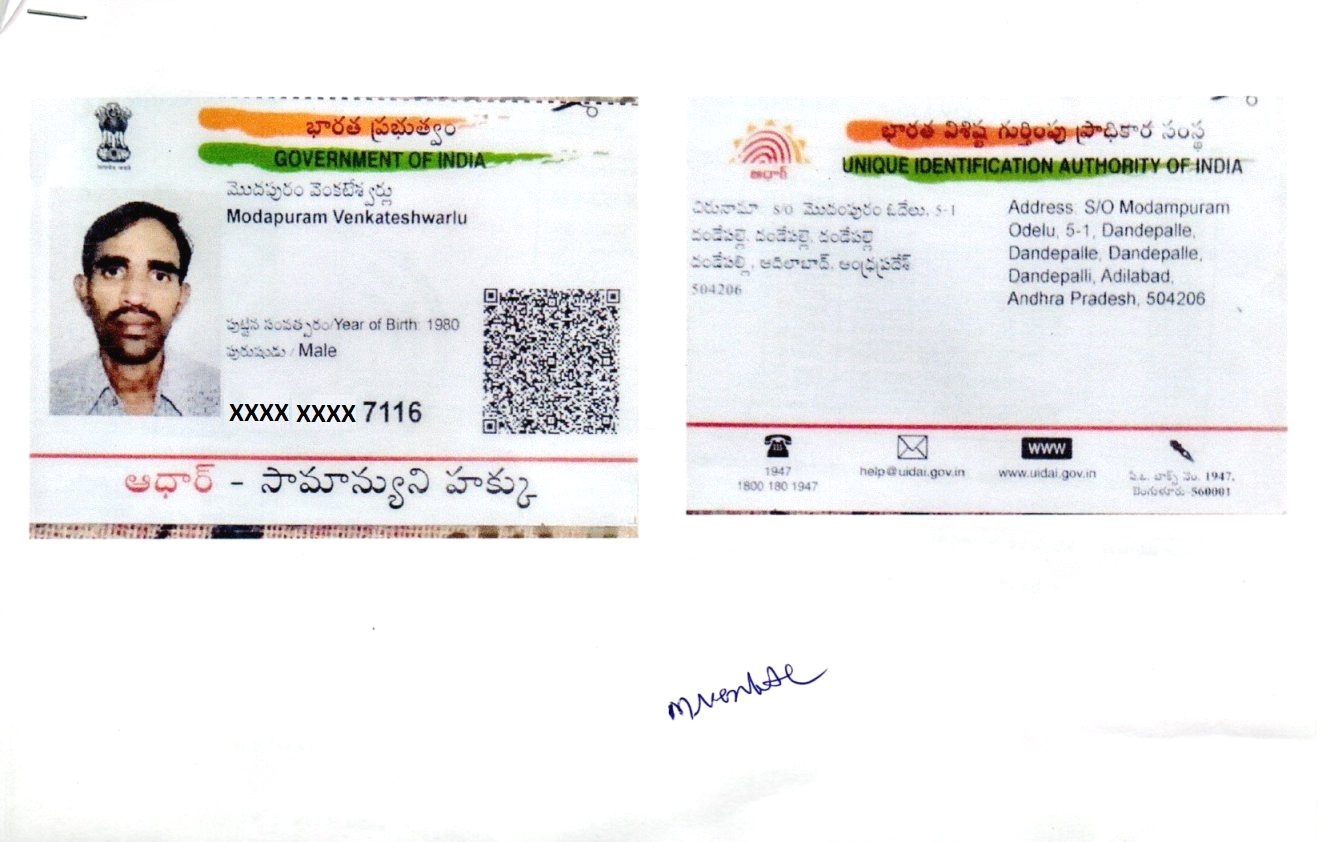 భారత ప్రభుత్వం
GOVERNMENT OF INDIA
మొదపురం వెంకటేశ్వర్లు
Modapuram Venkateshwarlu
పుట్టిన సంవత్సరం/Year of Birth: 1980
పురుషుడు / Male
XXXX XXXX 7116
ఆధార్ - సామాన్యుని హక్కు
భారత విశిష్ట గుర్తింపు ప్రాధికార సంస్థ
UNIQUE IDENTIFICATION AUTHORITY OF INDIA
ఆధార్
చిరునామా: S/O మొదంపురం ఓదేలు, 5-1
దండేపల్లె, దండేపల్లె, దండేపల్లె
దండేపల్లి, ఆదిలాబాద్, ఆంధ్రప్రదేశ్
504206
Address: S/O Modampuram
Odelu, 5-1, Dandepalle,
Dandepalle, Dandepalle,
Dandepalli, Adilabad,
Andhra Pradesh, 504206
1947
1800 180 1947
help@uidai.gov.in
WWW
www.uidai.gov.in
పి.ఓ. బాక్స్ నెం. 1947,
బెంగుళూరు-560001